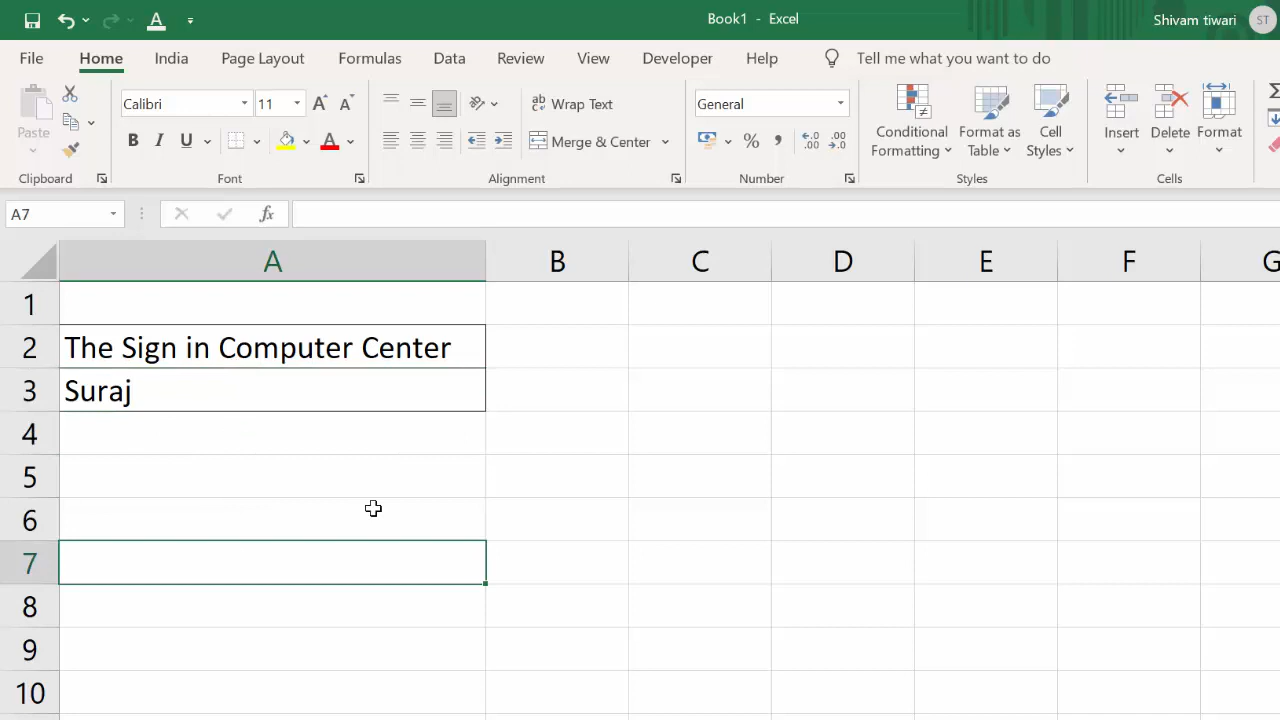 Book1 - Excel
Shivam tiwari ST
File Home India Page Layout Formulas Data Review View Developer Help Tell me what you want to do
Paste
Calibri 11 A A
B I U A
ab Wrap Text
Merge & Center
General
% ,
Conditional Formatting
Format as Table
Cell Styles
Insert
Delete
Format
Clipboard Font Alignment Number Styles Cells
A7 fx
A B C D E F G
1
2 The Sign in Computer Center
3 Suraj
4
5
6
7
8
9
10